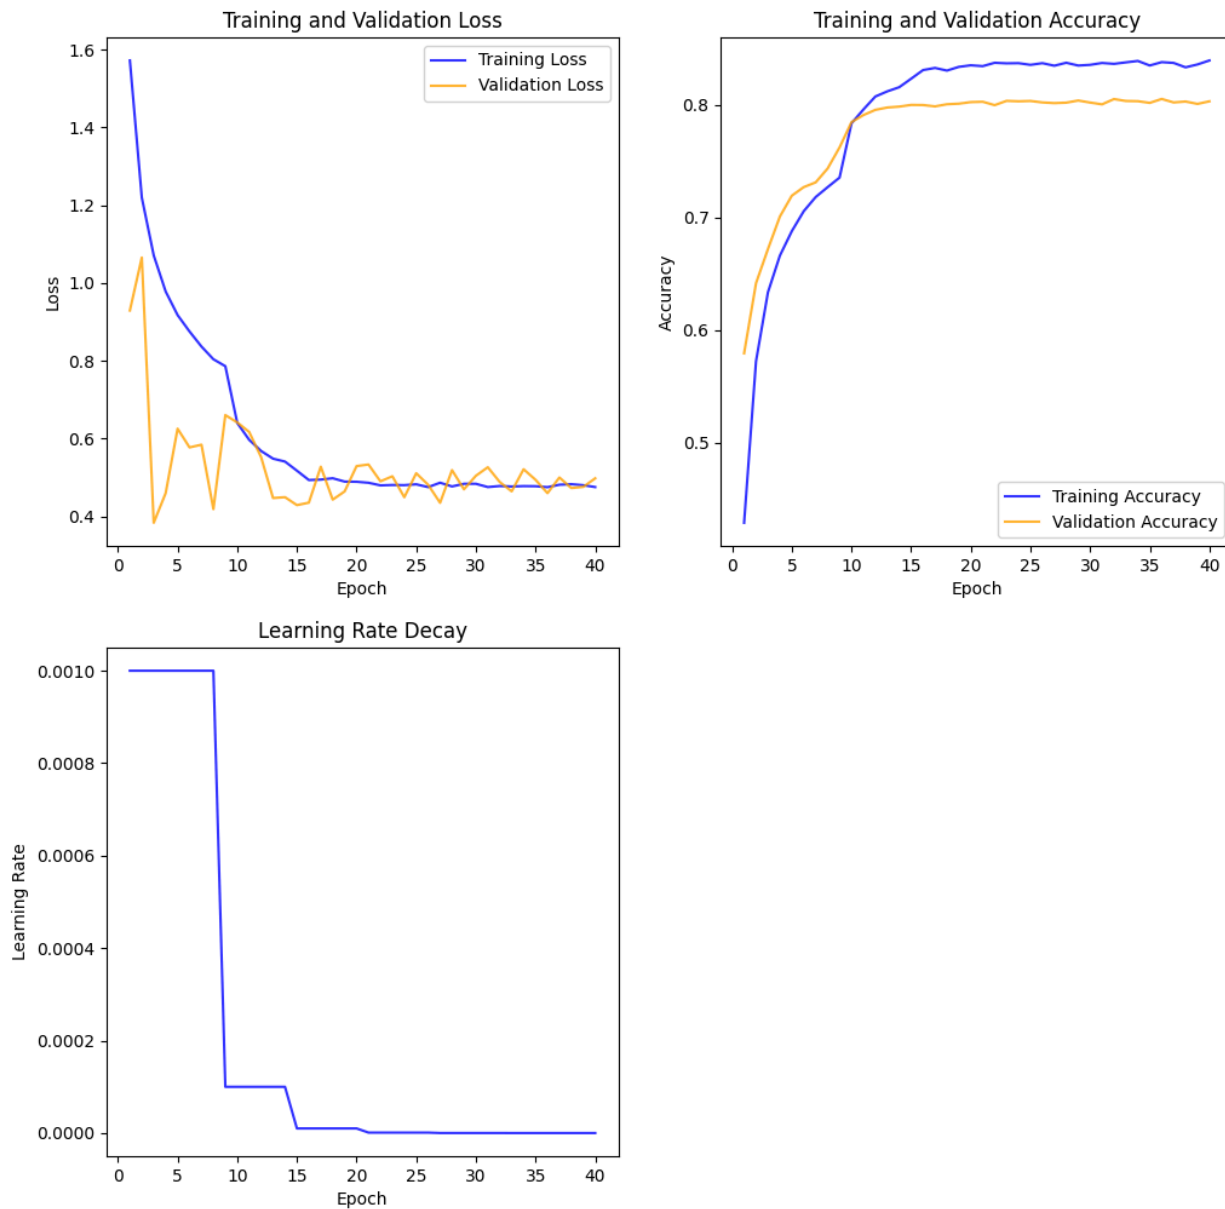 Training and Validation Loss
1.6
1.4
1.2
1.0
0.8
0.6
0.4
Loss
Training Loss
Validation Loss
0 5 10 15 20 25 30 35 40
Epoch
Training and Validation Accuracy
0.8
0.7
0.6
0.5
Accuracy
Training Accuracy
Validation Accuracy
0 5 10 15 20 25 30 35 40
Epoch
Learning Rate Decay
0.0010
0.0008
0.0006
0.0004
0.0002
0.0000
Learning Rate
0 5 10 15 20 25 30 35 40
Epoch